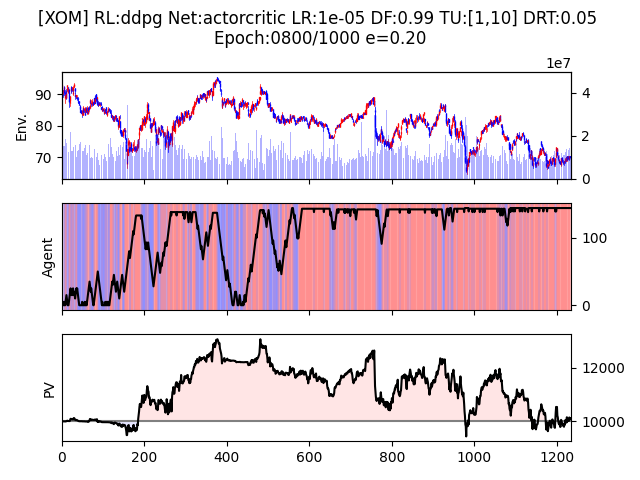 [XOM] RL:ddpg Net:actorcritic LR:1e-05 DF:0.99 TU:[1,10] DRT:0.05
Epoch:0800/1000 e=0.20
1e7
Env.
90
80
70
4
2
0
Agent
100
0
PV
12000
10000
0 200 400 600 800 1000 1200